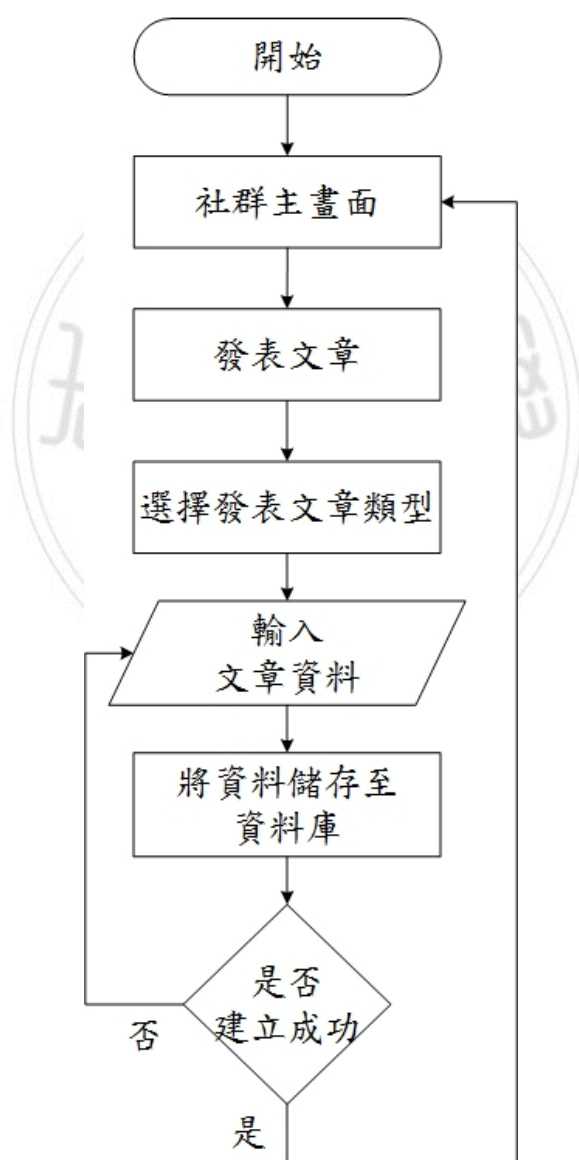 開始
社群主畫面
發表文章
選擇發表文章類型
輸入
文章資料
將資料儲存至
資料庫
是否
建立成功
否
是